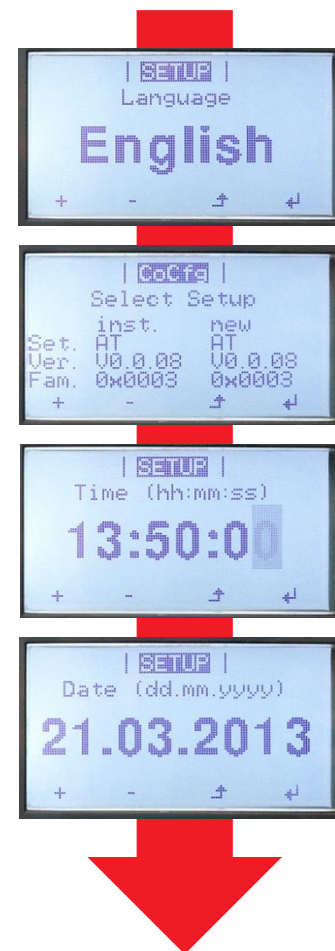 | SETUP |
Language
English
+ - ↥ ↵
| CoCfg |
Select Setup
inst. new
Set. AT AT
Ver. V0.0.08 V0.0.08
Fam. 0x0003 0x0003
+ - ↥ ↵
| SETUP |
Time (hh:mm:ss)
13:50:00
+ - ↥ ↵
| SETUP |
Date (dd.mm.yyyy)
21.03.2013
+ - ↥ ↵